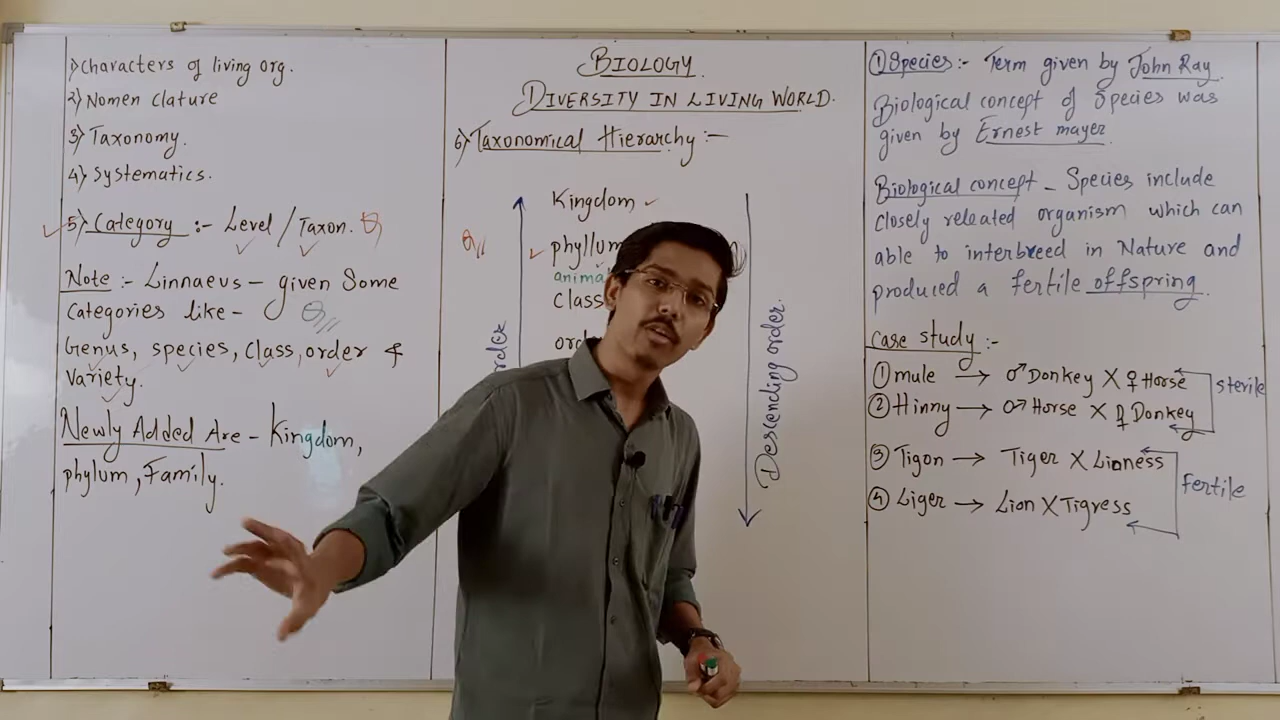 1) Characters of living org.
2) Nomen clature
3) Taxonomy.
4) Systematics.
5) Category :- Level / Taxon.
Note :- Linnaeus - given Some
Categories like -
Genus, species, class, order &
Variety.
Newly Added Are - Kingdom,
phylum, Family.
BIOLOGY
DIVERSITY IN LIVING WORLD.
6) Taxonomical Hierarchy :-
Kingdom
Descending order.
① Species :- Term given by John Ray
Biological concept of Species was
given by Ernest mayer
Biological concept - Species include
closely releated organism which can
able to interbreed in Nature and
produced a fertile offspring.
case study :-
① mule → ♂ Donkey X ♀ Horse
② Hinny → ♂ Horse X ♀ Donkey
sterile
③ Tigon → Tiger X Lioness
④ Liger → Lion X Tigress
fertile